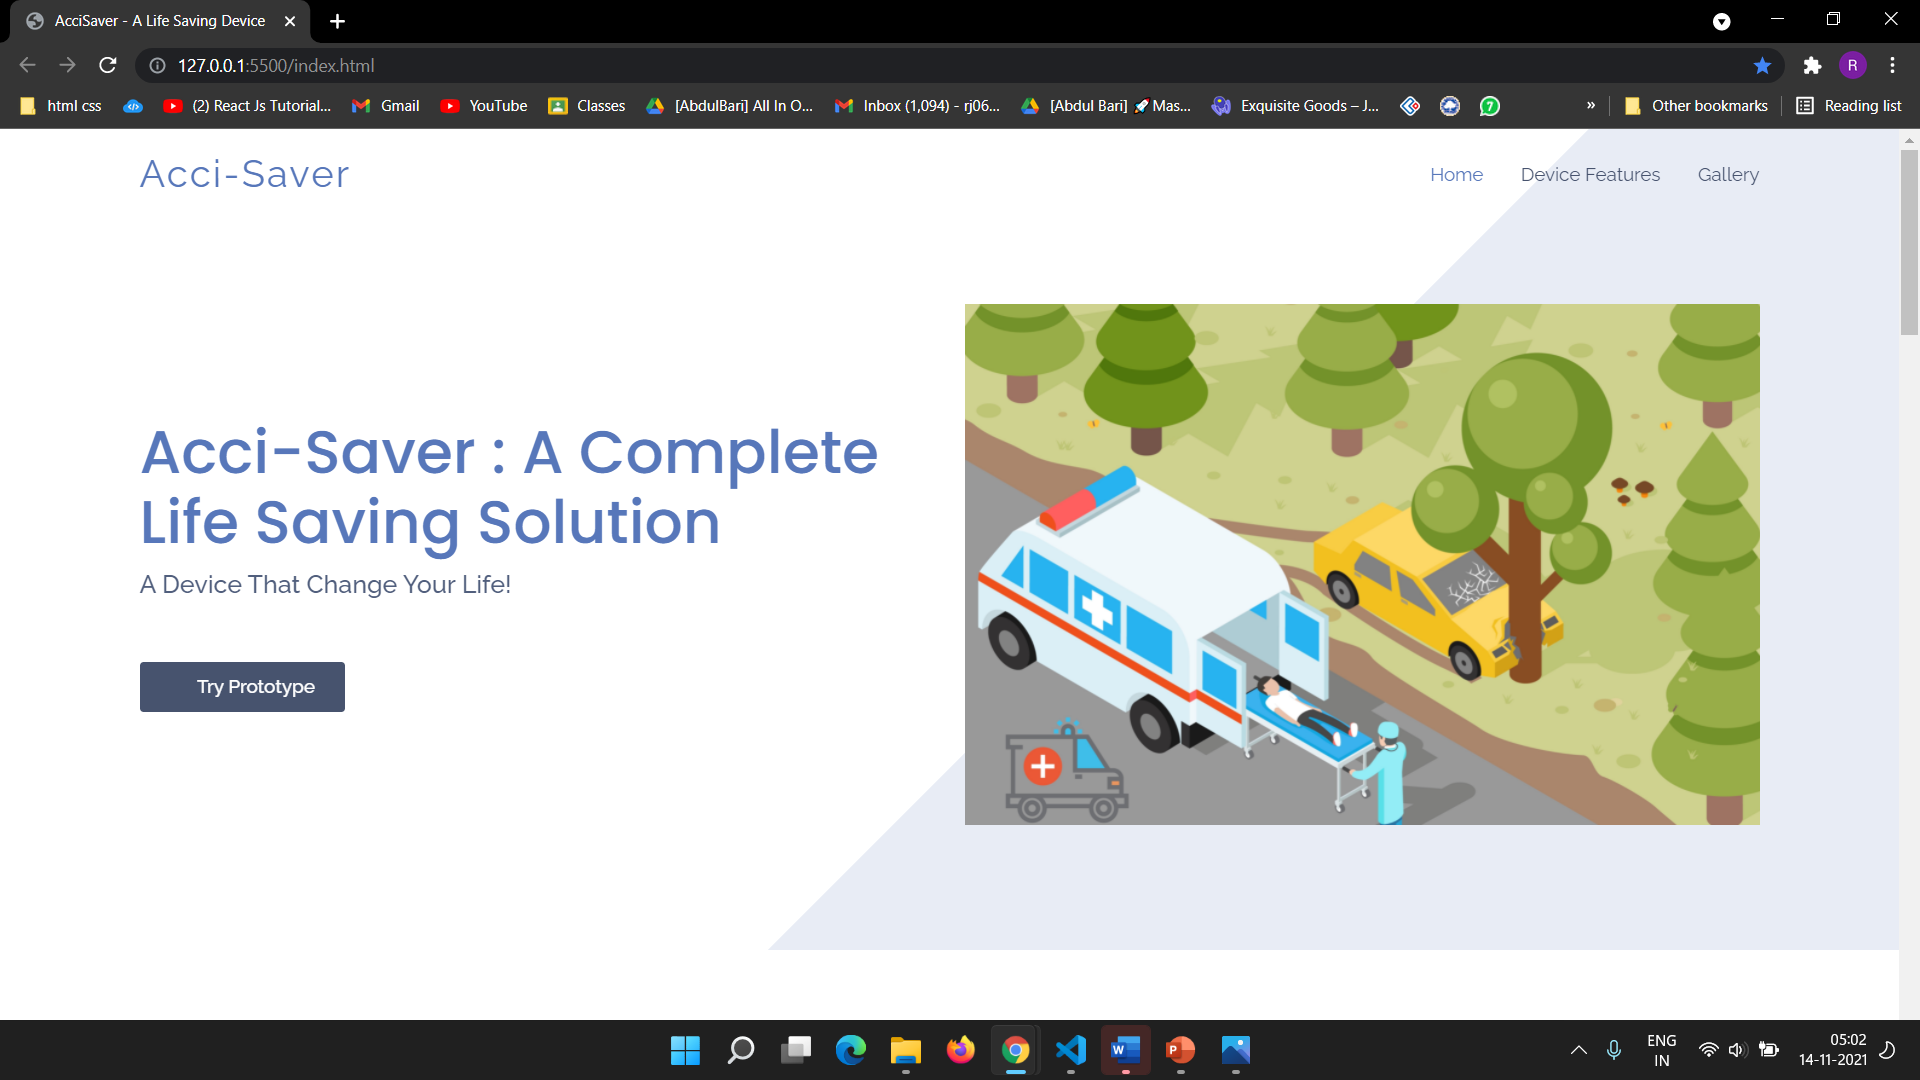 AcciSaver - A Life Saving Device
127.0.0.1:5500/index.html
html css
(2) React Js Tutorial...
Gmail
YouTube
Classes
[AbdulBari] All In O...
Inbox (1,094) - rj06...
[Abdul Bari] 🚀 Mas...
Exquisite Goods – J...
7
»
Other bookmarks
Reading list
R
Acci-Saver
Home
Device Features
Gallery
Acci-Saver : A Complete
Life Saving Solution
A Device That Change Your Life!
Try Prototype
W
P
ENG
IN
05:02
14-11-2021